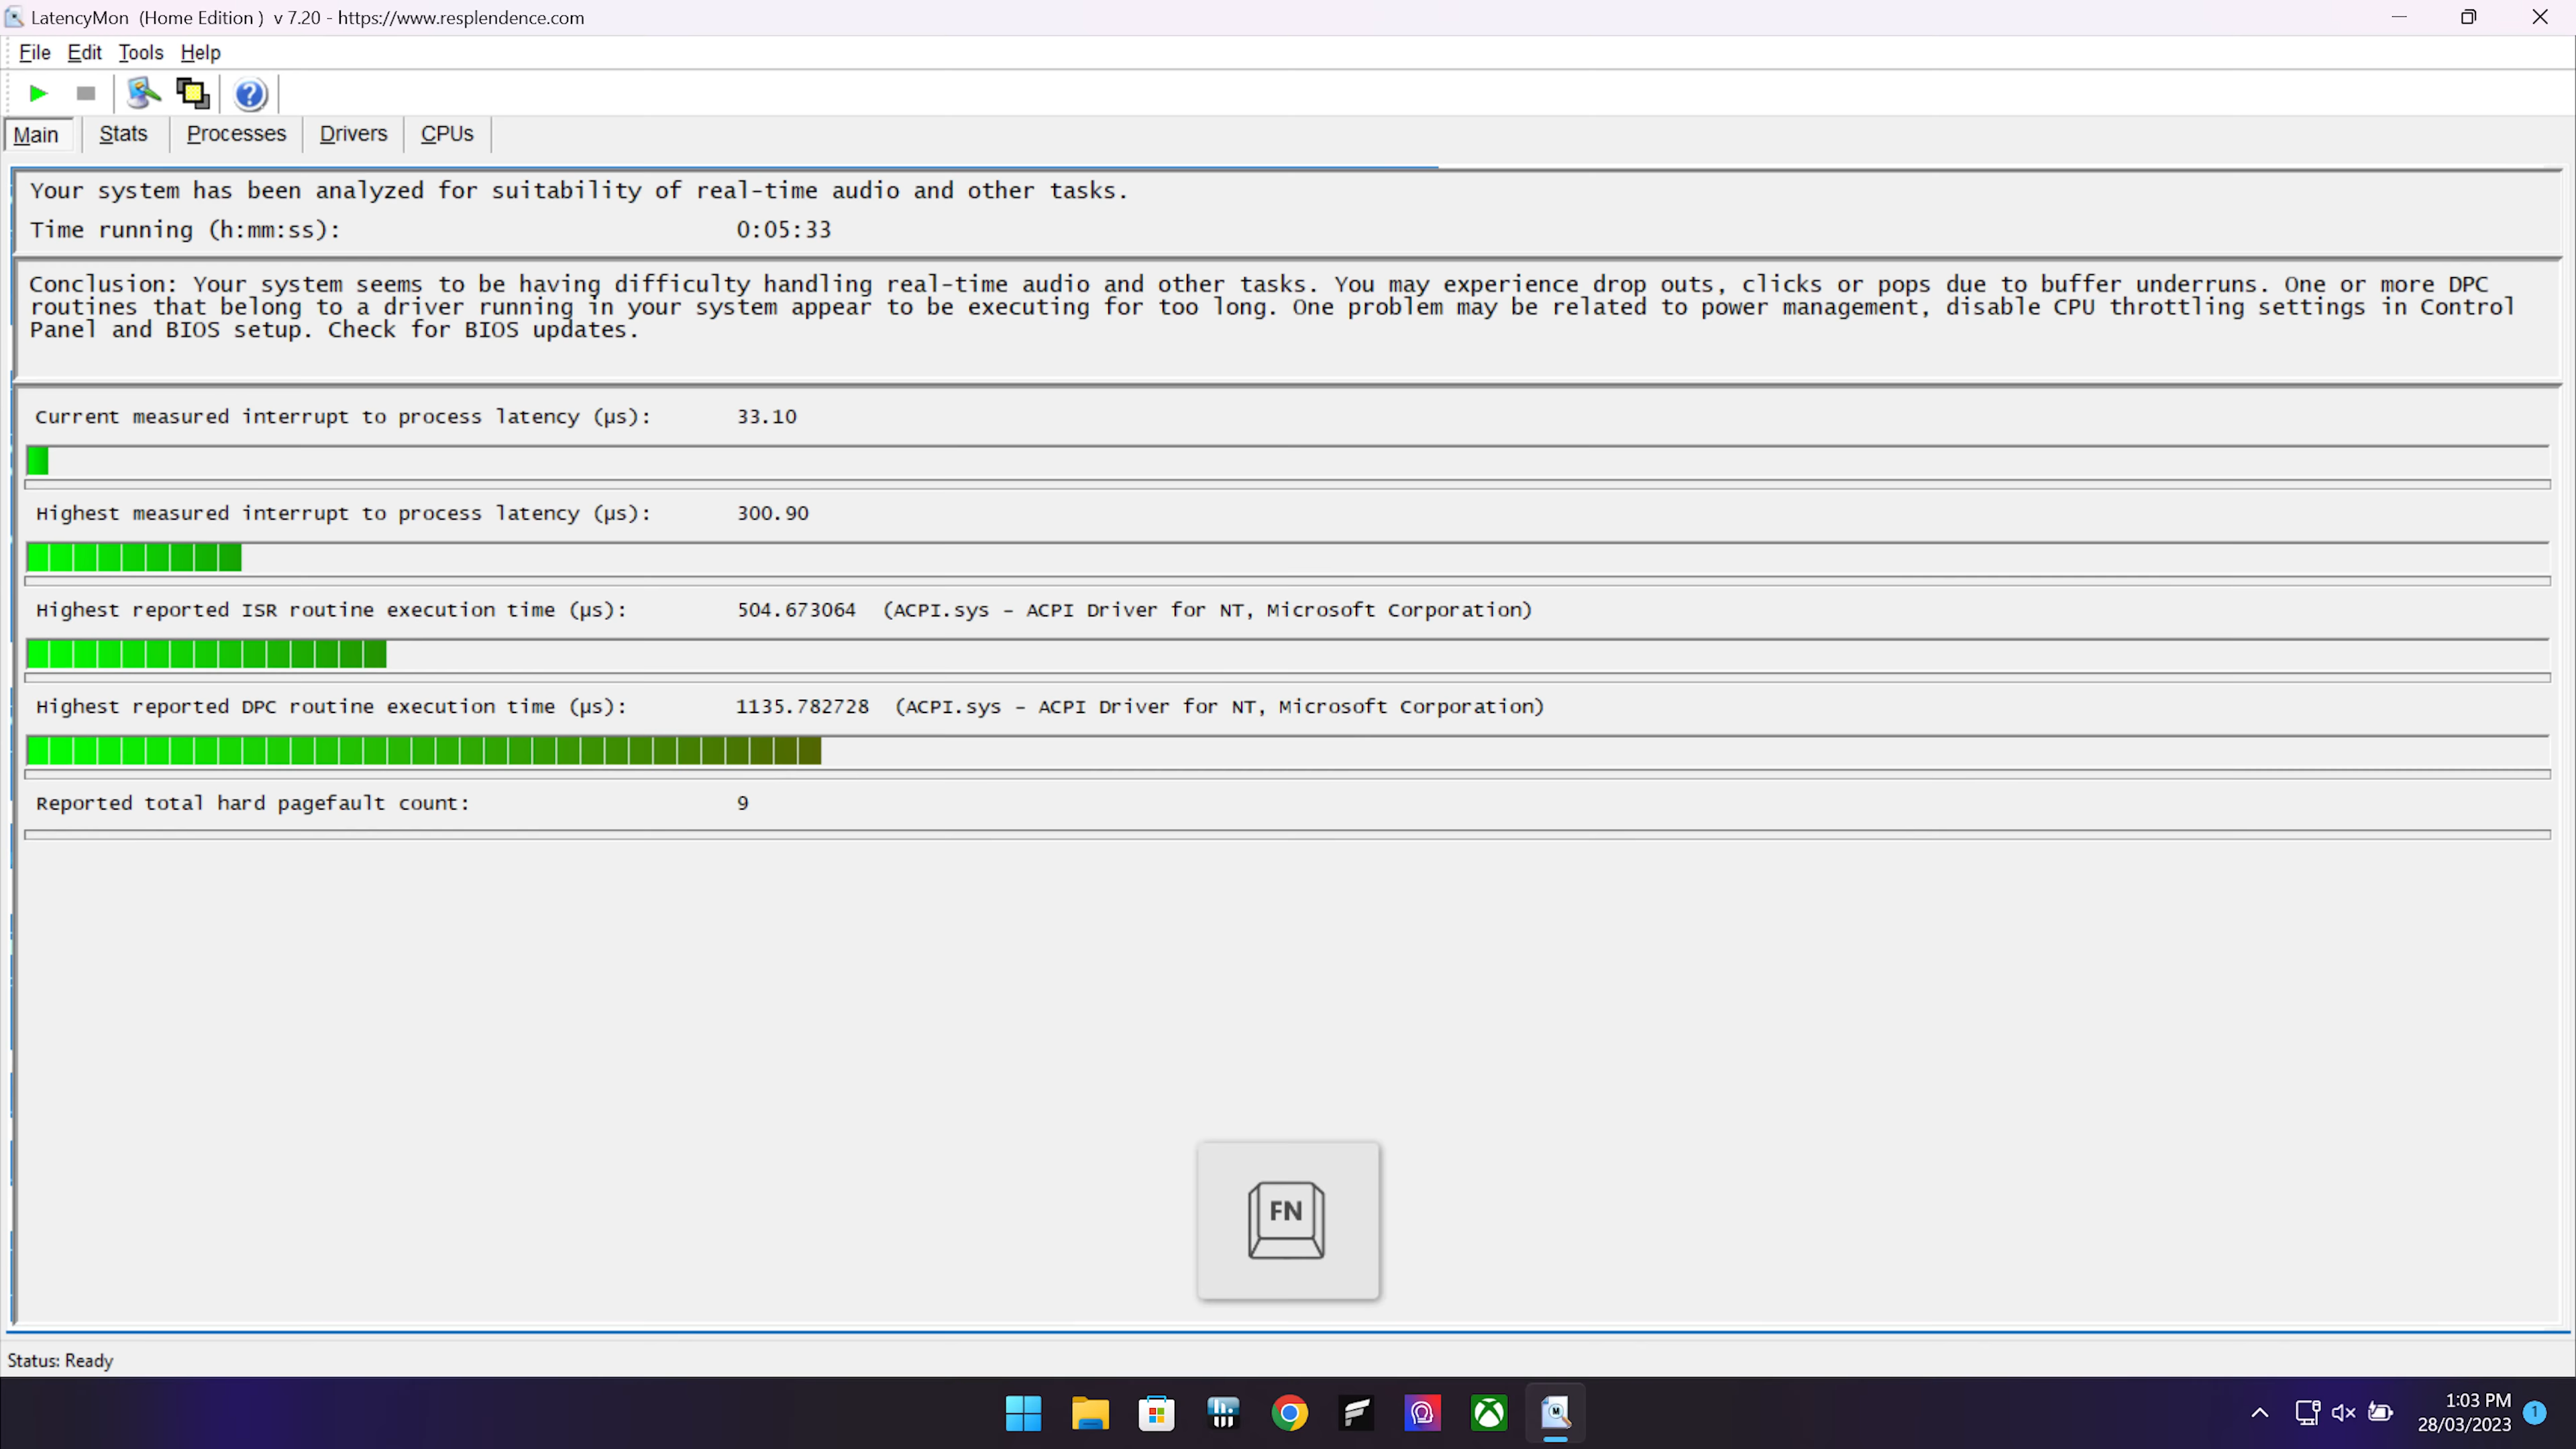 LatencyMon (Home Edition ) v 7.20 - https://www.resplendence.com
File Edit Tools Help
Main Stats Processes Drivers CPUs
Your system has been analyzed for suitability of real-time audio and other tasks.
Time running (h:mm:ss): 0:05:33
Conclusion: Your system seems to be having difficulty handling real-time audio and other tasks. You may experience drop outs, clicks or pops due to buffer underruns. One or more DPC
routines that belong to a driver running in your system appear to be executing for too long. One problem may be related to power management, disable CPU throttling settings in Control
Panel and BIOS setup. Check for BIOS updates.
Current measured interrupt to process latency (µs): 33.10
Highest measured interrupt to process latency (µs): 300.90
Highest reported ISR routine execution time (µs): 504.673064 (ACPI.sys - ACPI Driver for NT, Microsoft Corporation)
Highest reported DPC routine execution time (µs): 1135.782728 (ACPI.sys - ACPI Driver for NT, Microsoft Corporation)
Reported total hard pagefault count: 9
FN
Status: Ready
1:03 PM
28/03/2023
1